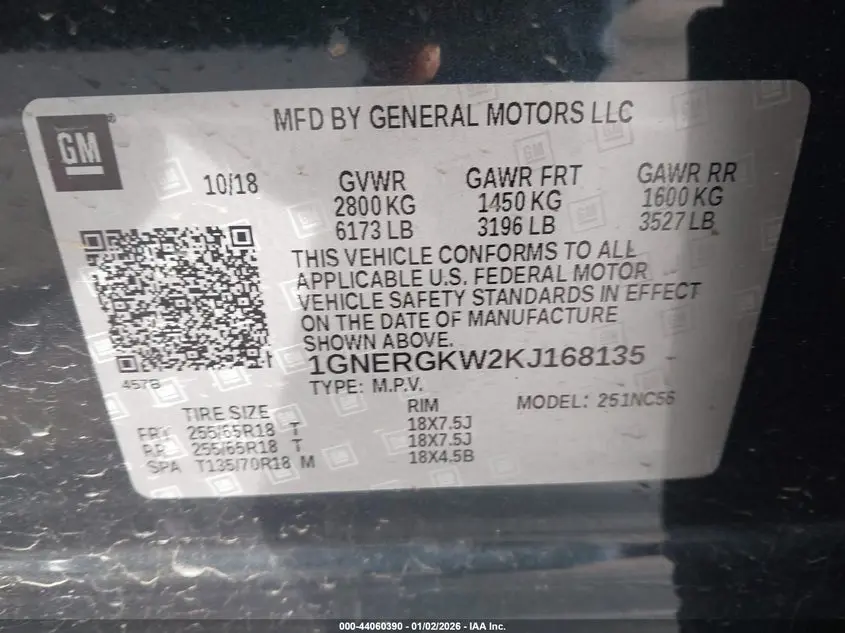 MFD BY GENERAL MOTORS LLC
GM ®
10/18 GVWR GAWR FRT GAWR RR
2800 KG 1450 KG 1600 KG
6173 LB 3196 LB 3527 LB
THIS VEHICLE CONFORMS TO ALL
APPLICABLE U.S. FEDERAL MOTOR
VEHICLE SAFETY STANDARDS IN EFFECT
ON THE DATE OF MANUFACTURE
SHOWN ABOVE.
1GNERGKW2KJ168135
457B
TYPE: M.P.V.
TIRE SIZE RIM MODEL: 251NC56
FRT 255/65R18 T 18X7.5J
RR 255/65R18 T 18X7.5J
SPA T135/70R18 M 18X4.5B
000-44060390 - 01/02/2026 - IAA Inc.